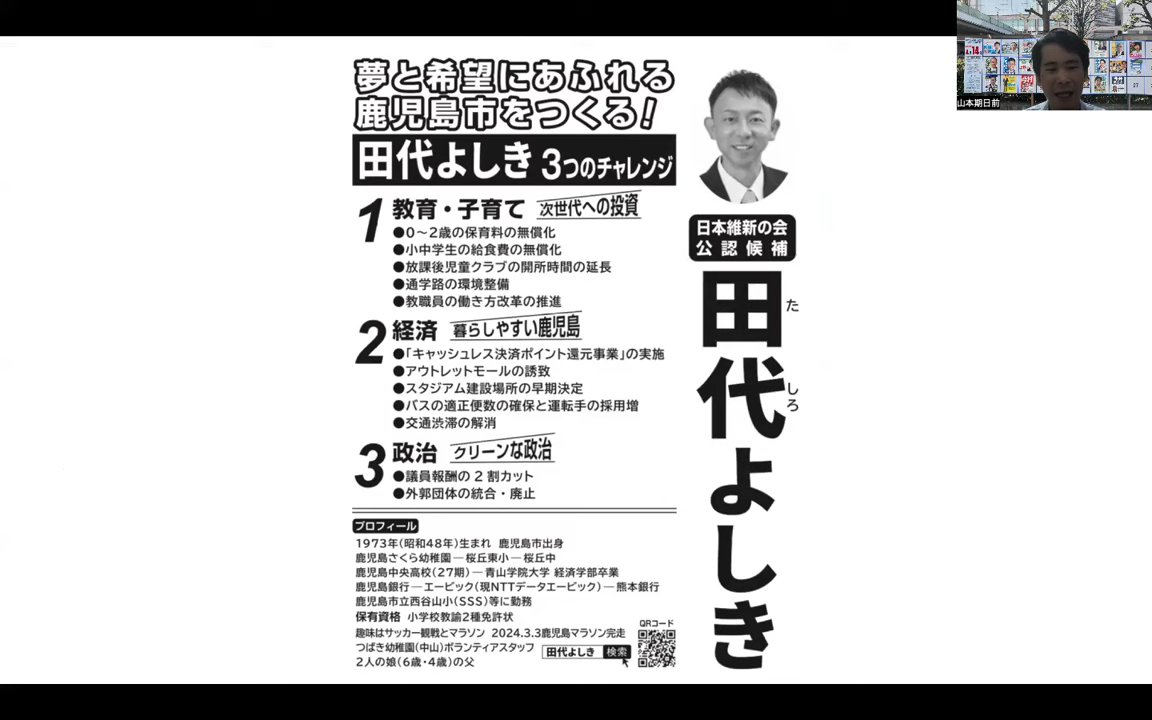 夢と希望にあふれる
鹿児島市をつくる!
田代よしき 3つのチャレンジ
1 教育・子育て 次世代への投資
●0~2歳の保育料の無償化
●小中学生の給食費の無償化
●放課後児童クラブの開所時間の延長
●通学路の環境整備
●教職員の働き方改革の推進
2 経済 暮らしやすい鹿児島
●「キャッシュレス決済ポイント還元事業」の実施
●アウトレットモールの誘致
●スタジアム建設場所の早期決定
●バスの適正便数の確保と運転手の採用増
●交通渋滞の解消
3 政治 クリーンな政治
●議員報酬の2割カット
●外郭団体の統合・廃止
プロフィール
1973年(昭和48年)生まれ 鹿児島市出身
鹿児島さくら幼稚園―桜丘東小―桜丘中
鹿児島中央高校(27期)―青山学院大学 経済学部卒業
鹿児島銀行―エービック(現NTTデータエービック)―熊本銀行
鹿児島市立西谷山小(SSS)等に勤務
保有資格 小学校教諭2種免許状
趣味はサッカー観戦とマラソン 2024.3.3鹿児島マラソン完走
つばき幼稚園(中山)ボランティアスタッフ
2人の娘(6歳・4歳)の父
田代よしき 検索
QRコード
日本維新の会
公認候補
田代よしき
たしろ
山本期日前